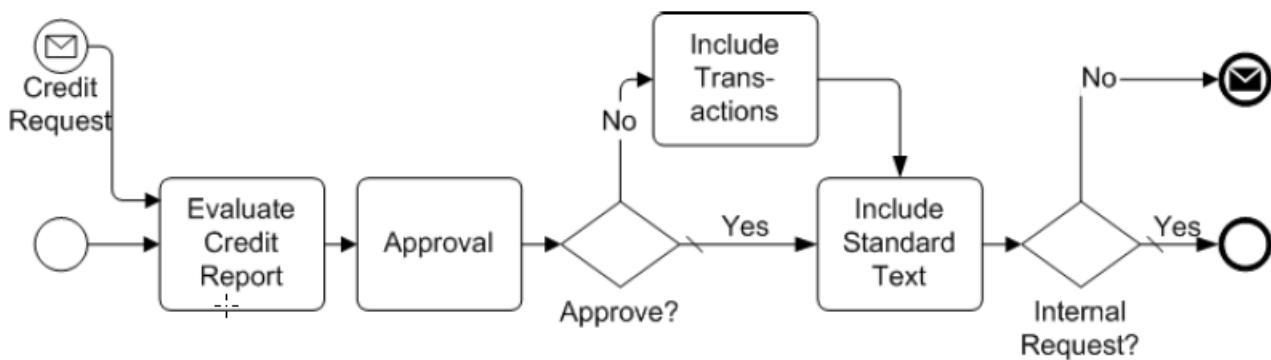 Credit
Request
Evaluate
Credit
Report
Approval
No
Approve?
Yes
Include
Trans-
actions
Include
Standard
Text
No
Internal
Request?
Yes